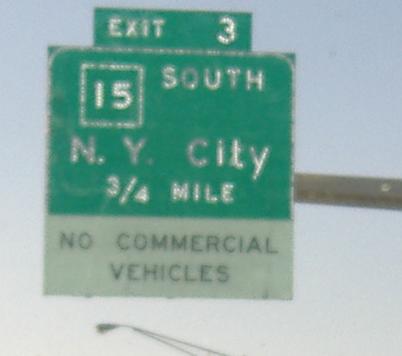 EXIT 3
15 SOUTH
N. Y. City
3/4 MILE
NO COMMERCIAL
VEHICLES